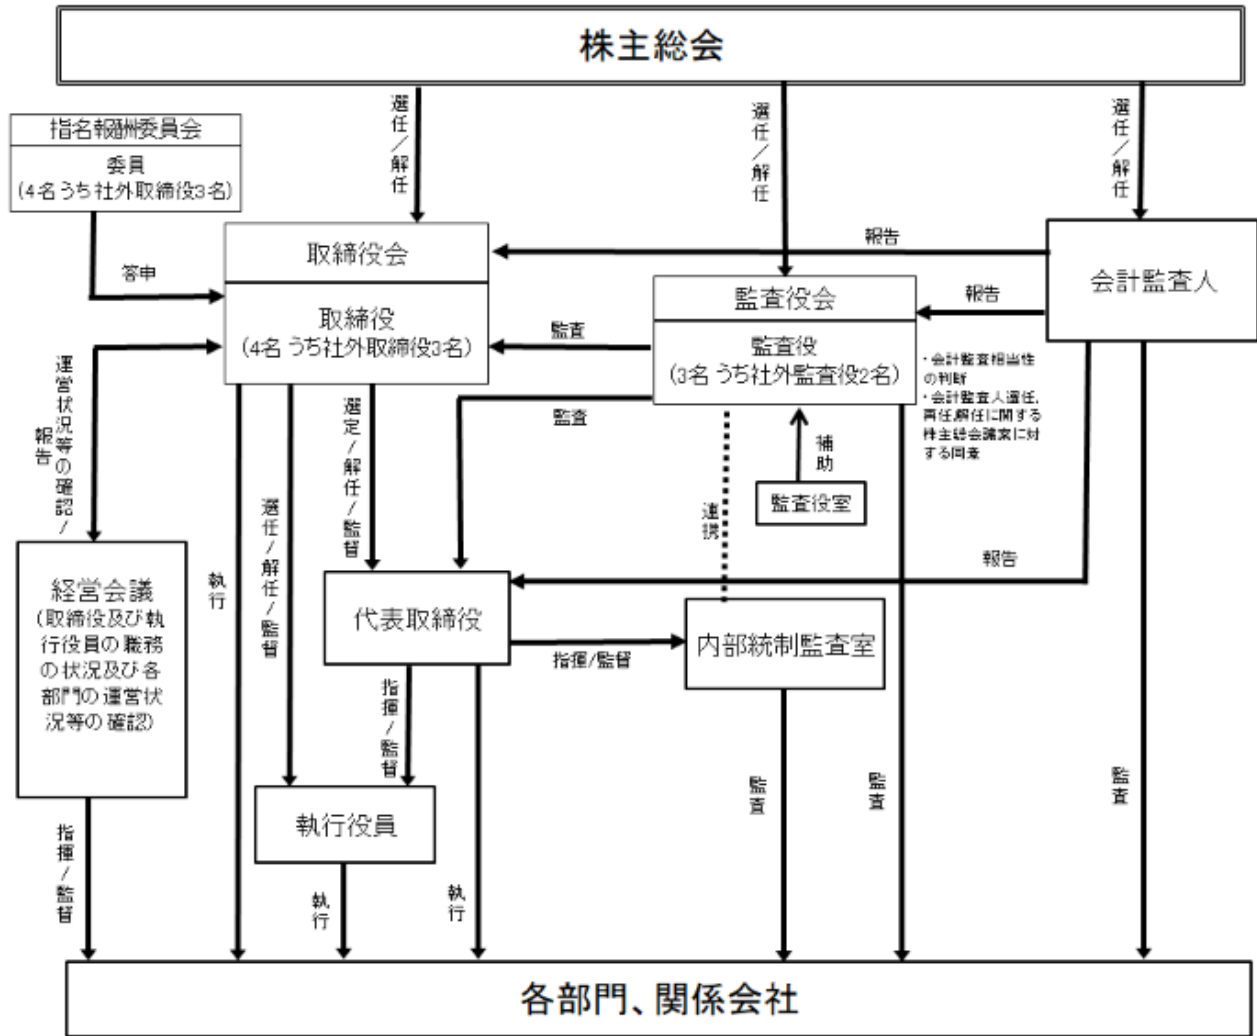 株主総会
選任/解任
選任/解任
選任/解任
指名報酬委員会
委員
(4名うち社外取締役3名)
答申
取締役会
取締役
(4名 うち社外取締役3名)
報告
会計監査人
監査役会
監査役
(3名 うち社外監査役2名)
報告
監査
監査
・会計監査相当性
の判断
・会計監査人選任,
再任,解任に関する
株主総会議案に対
する同意
補助
監査役室
連携
運営状況等の確認/
報告
選定/解任/監督
選任/解任/監督
執行
報告
経営会議
(取締役及び執
行役員の職務
の状況及び各
部門の運営状
況等の確認)
代表取締役
指揮/監督
内部統制監査室
指揮/監督
執行役員
指揮/監督
執行
執行
監査
監査
監査
各部門、関係会社